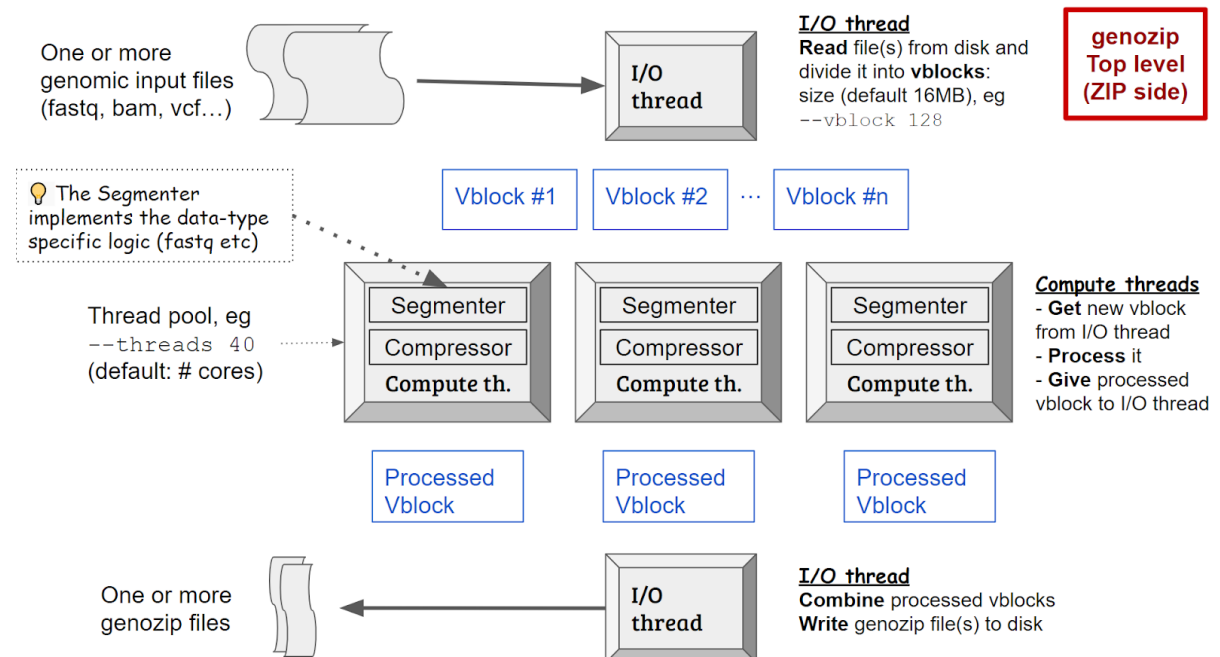 One or more
genomic input files
(fastq, bam, vcf…)
I/O
thread
I/O thread
Read file(s) from disk and
divide it into vblocks:
size (default 16MB), eg
--vblock 128
genozip
Top level
(ZIP side)
The Segmenter
implements the data-type
specific logic (fastq etc)
Vblock #1
Vblock #2
...
Vblock #n
Thread pool, eg
--threads 40
(default: # cores)
Segmenter
Compressor
Compute th.
Segmenter
Compressor
Compute th.
Segmenter
Compressor
Compute th.
Compute threads
- Get new vblock
from I/O thread
- Process it
- Give processed
vblock to I/O thread
Processed
Vblock
Processed
Vblock
Processed
Vblock
One or more
genozip files
I/O
thread
I/O thread
Combine processed vblocks
Write genozip file(s) to disk